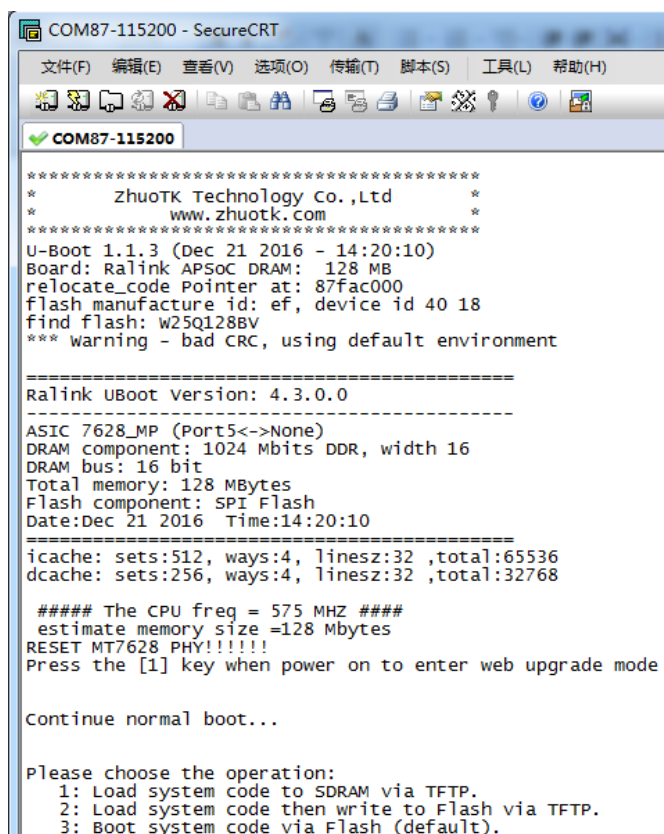 COM87-115200 - SecureCRT
文件(F) 编辑(E) 查看(V) 选项(O) 传输(T) 脚本(S) 工具(L) 帮助(H)
COM87-115200
*****************************************
* ZhuoTK Technology Co.,Ltd *
* www.zhuotk.com *
*****************************************
U-Boot 1.1.3 (Dec 21 2016 - 14:20:10)
Board: Ralink APSoC DRAM: 128 MB
relocate_code Pointer at: 87fac000
flash manufacture id: ef, device id 40 18
find flash: W25Q128BV
*** Warning - bad CRC, using default environment
============================================
Ralink UBoot Version: 4.3.0.0
--------------------------------------------
ASIC 7628_MP (Port5<->None)
DRAM component: 1024 Mbits DDR, width 16
DRAM bus: 16 bit
Total memory: 128 MBytes
Flash component: SPI Flash
Date:Dec 21 2016 Time:14:20:10
============================================
icache: sets:512, ways:4, linesz:32 ,total:65536
dcache: sets:256, ways:4, linesz:32 ,total:32768
##### The CPU freq = 575 MHZ ####
estimate memory size =128 Mbytes
RESET MT7628 PHY!!!!!!
Press the [1] key when power on to enter web upgrade mode
Continue normal boot...
Please choose the operation:
1: Load system code to SDRAM via TFTP.
2: Load system code then write to Flash via TFTP.
3: Boot system code via Flash (default).